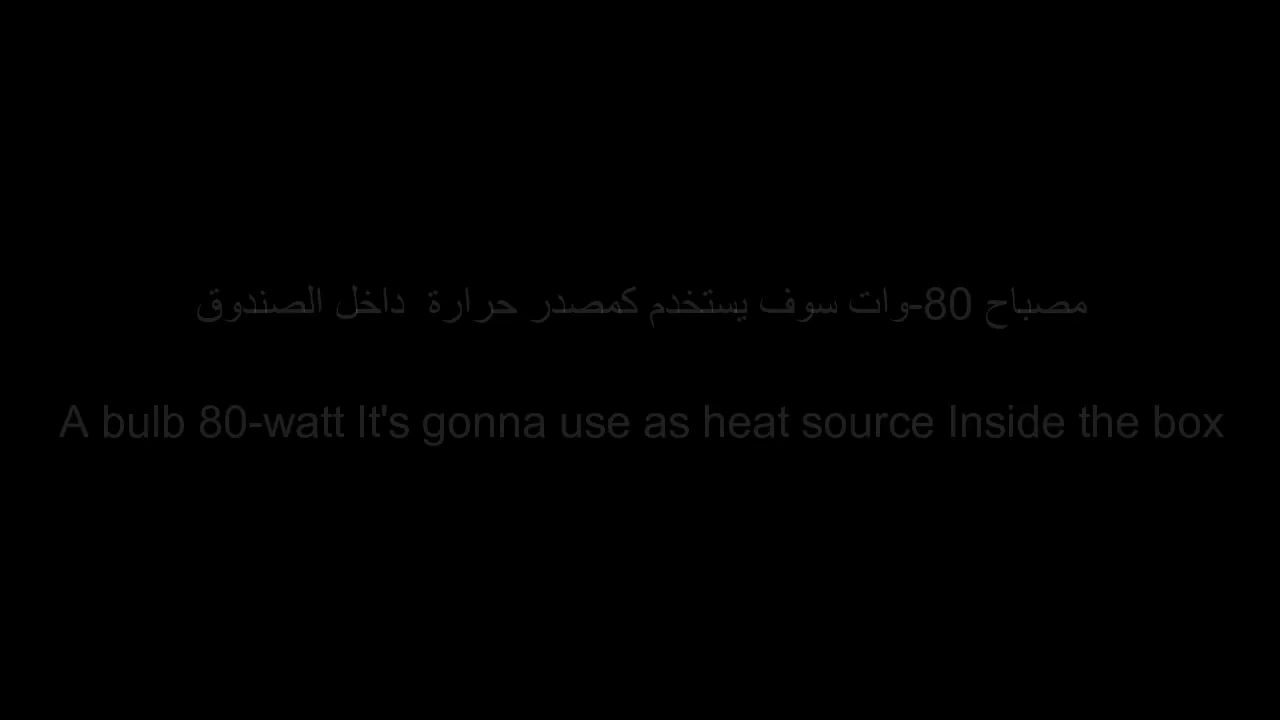 مصباح 80-وات سوف يستخدم كمصدر حرارة  داخل الصندوق
A bulb 80-watt It's gonna use as heat source Inside the box